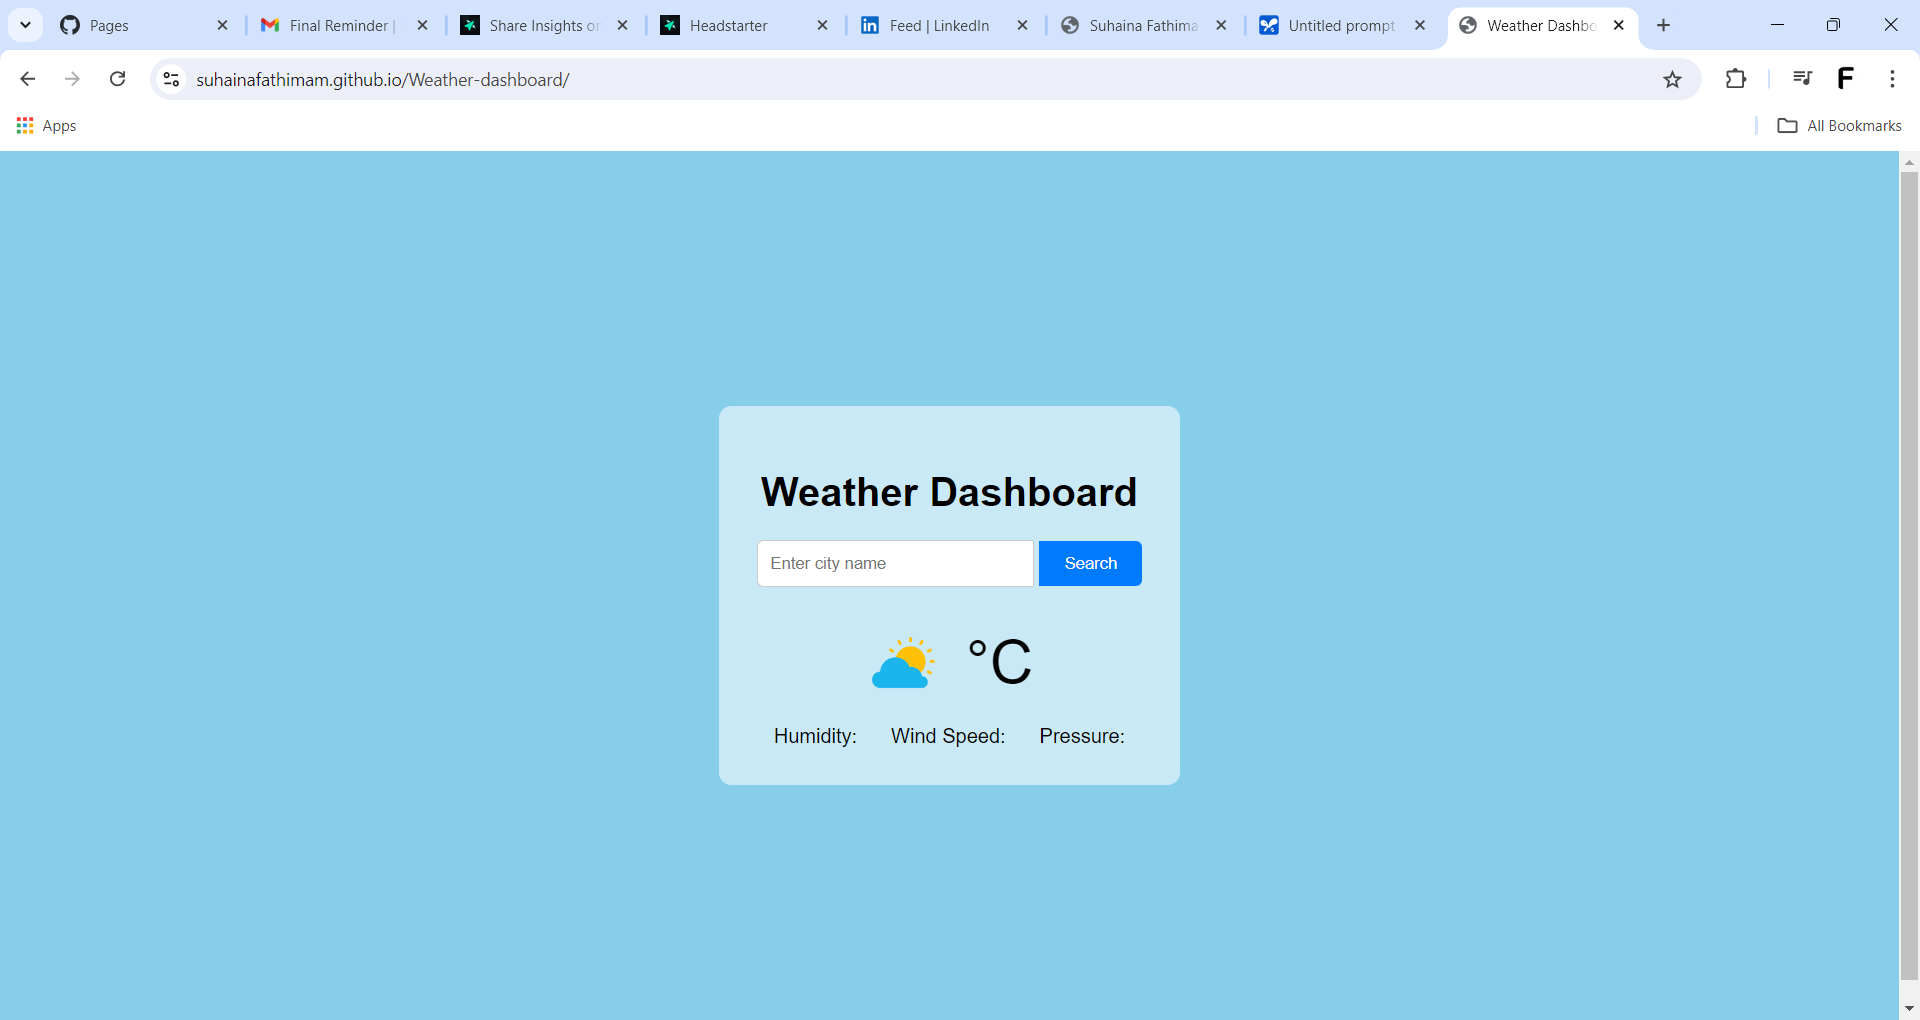 Pages
Final Reminder |
Share Insights or
Headstarter
Feed | LinkedIn
Suhaina Fathima
Untitled prompt
Weather Dashbo
suhainafathimam.github.io/Weather-dashboard/
F
Apps
All Bookmarks
Weather Dashboard
Enter city name
Search
°C
Humidity: Wind Speed: Pressure: